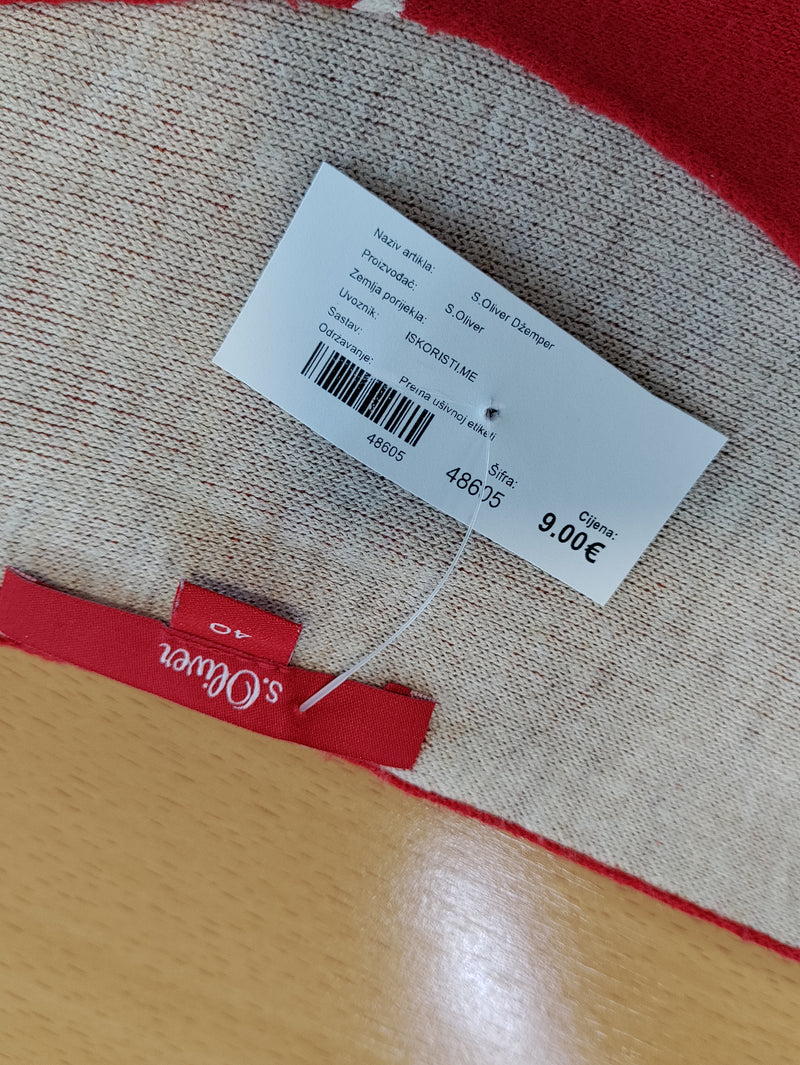 Naziv artikla: S.Oliver Džemper
Proizvođač: S.Oliver
Zemlja porijekla:
Uvoznik: ISKORISTI.ME
Sastav:
Održavanje: Prema ušivnoj etiketi
48605
Šifra:
48605
Cijena:
9.00€
40
s.Oliver